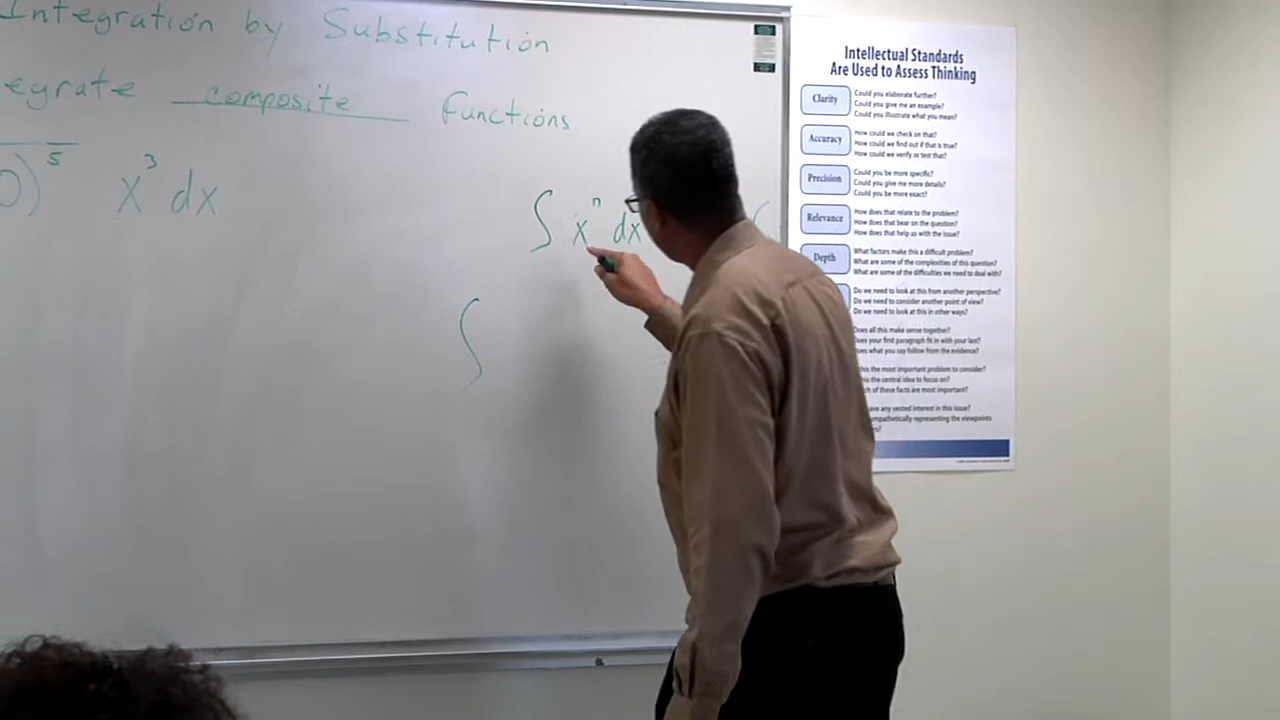 Integration by Substitution
egrate composite Functions
0)⁵ x³ dx
∫ xⁿ dx
∫
Intellectual Standards
Are Used to Assess Thinking
Clarity
Could you elaborate further?
Could you give me an example?
Could you illustrate what you mean?
Accuracy
How could we check on that?
How could we find out if that is true?
How could we verify or test that?
Precision
Could you be more specific?
Could you give me more details?
Could you be more exact?
Relevance
How does that relate to the problem?
How does that bear on the question?
How does that help us with the issue?
Depth
What factors make this a difficult problem?
What are some of the complexities of this question?
What are some of the difficulties we need to deal with?
Do we need to look at this from another perspective?
Do we need to consider another point of view?
Do we need to look at this in other ways?
Does all this make sense together?
Does your first paragraph fit in with your last?
Does what you say follow from the evidence?
this the most important problem to consider?
this the central idea to focus on?
ch of these facts are most important?
ave any vested interest in this issue?
ympathetically representing the viewpoints